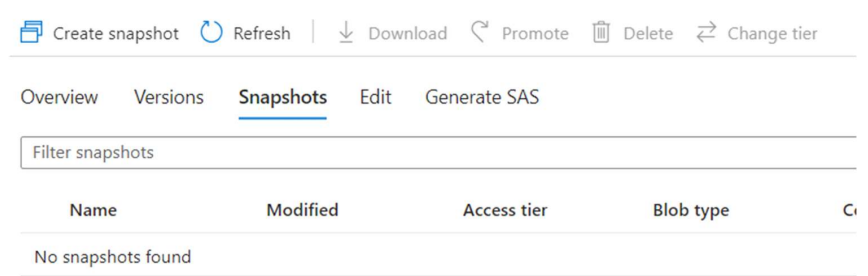 Create snapshot Refresh Download Promote Delete Change tier
Overview Versions Snapshots Edit Generate SAS
Filter snapshots
Name Modified Access tier Blob type
No snapshots found